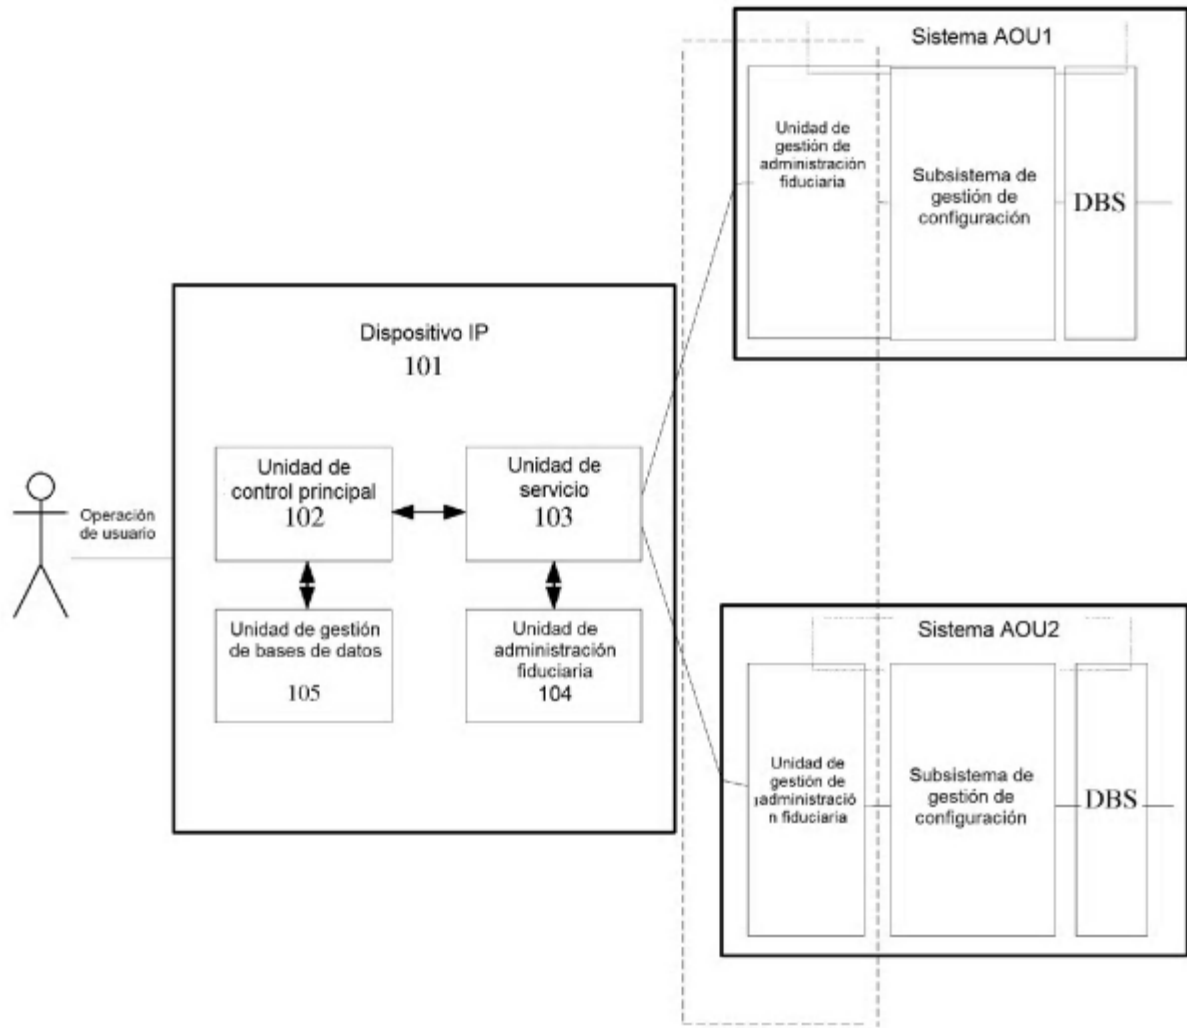 Sistema AOU1
Unidad de
gestión de
administración
fiduciaria
Subsistema de
gestión de
configuración
DBS
Dispositivo IP
101
Unidad de
control principal
102
Unidad de
servicio
103
Operación
de usuario
Unidad de gestión
de bases de datos
105
Unidad de
administración
fiduciaria
104
Sistema AOU2
Unidad de
gestión de
administració
n fiduciaria
Subsistema de
gestión de
configuración
DBS